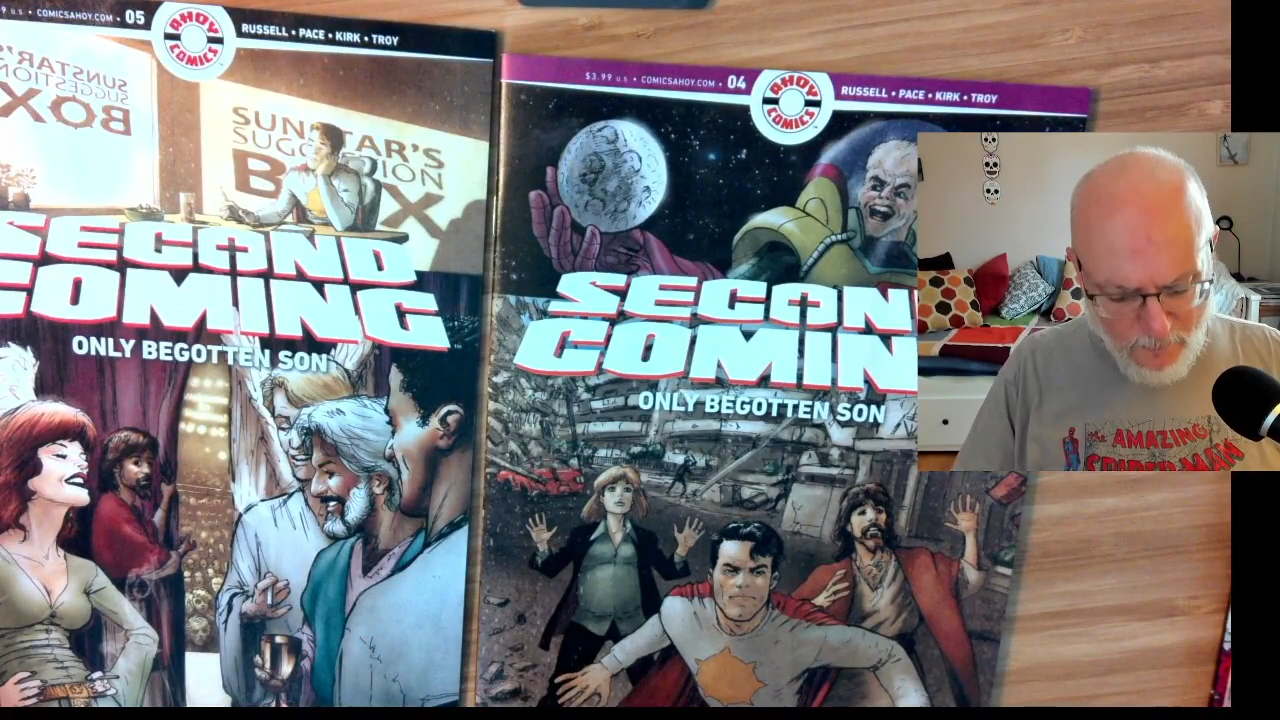 9 U.S. • COMICSAHOY.COM • 05
AHOY COMICS
RUSSELL • PACE • KIRK • TROY
SUNSTAR'S
SUGGESTION
BOX
SUNSTAR'S
SUGGESTION
BOX
SECOND
COMING
ONLY BEGOTTEN SON
$3.99 U.S. • COMICSAHOY.COM • 04
AHOY COMICS
RUSSELL • PACE • KIRK • TROY
SECON
COMIN
ONLY BEGOTTEN SON
The AMAZING
SPIDER-MAN